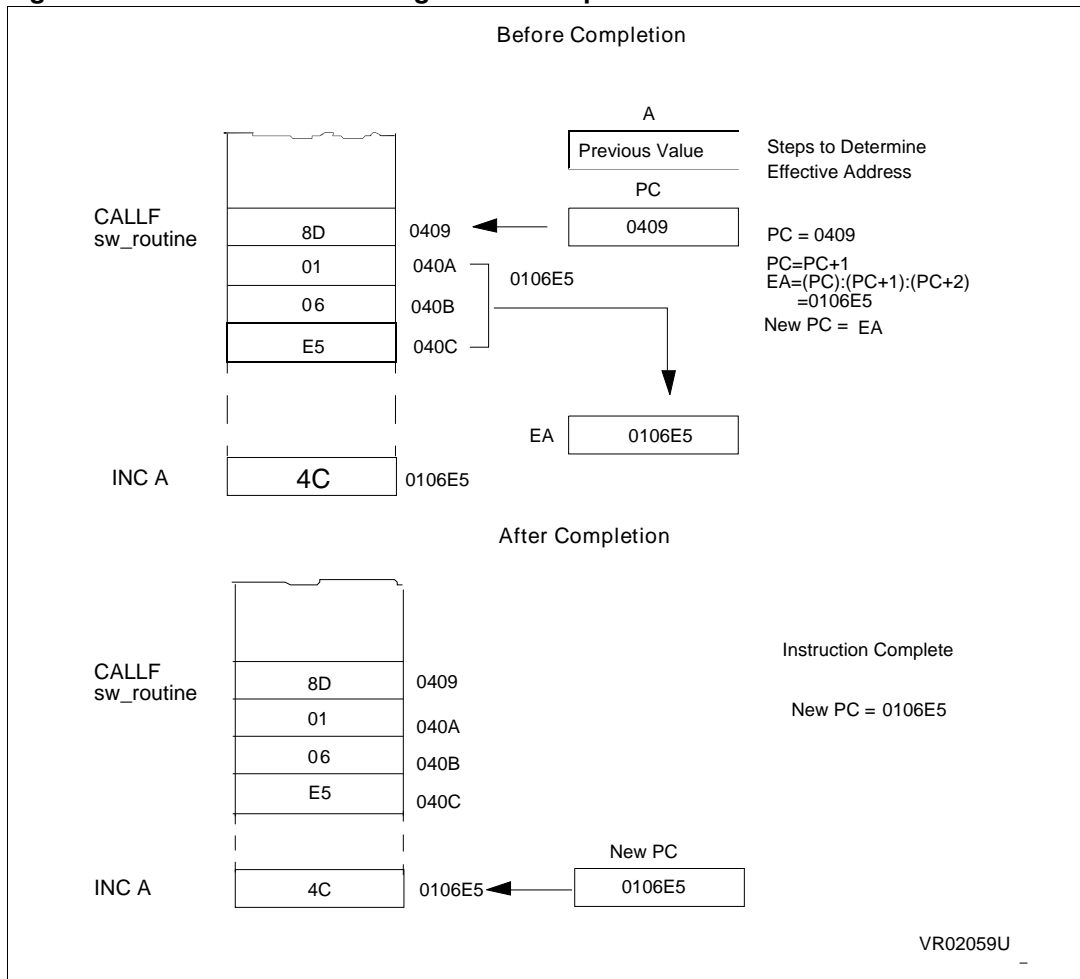 Before Completion
A
Previous Value
Steps to Determine
Effective Address
PC
CALLF
sw_routine
8D
0409
0409
PC = 0409
01
040A
0106E5
PC=PC+1
EA=(PC):(PC+1):(PC+2)
=0106E5
06
040B
New PC = EA
E5
040C
EA
0106E5
INC A
4C
0106E5
After Completion
Instruction Complete
CALLF
sw_routine
8D
0409
New PC = 0106E5
01
040A
06
040B
E5
040C
New PC
INC A
4C
0106E5
0106E5
VR02059U